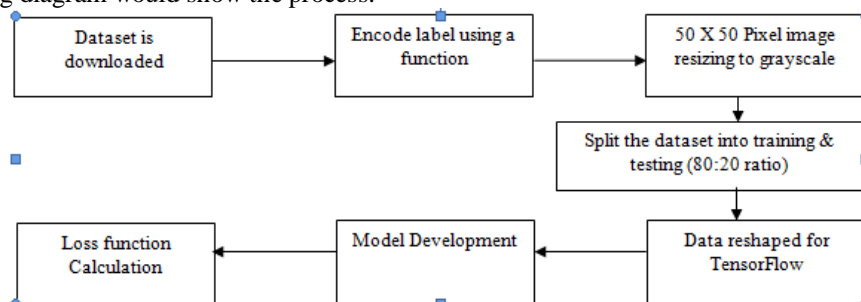 g diagram would show the process.
Dataset is
downloaded
Encode label using a
function
50 X 50 Pixel image
resizing to grayscale
Split the dataset into training &
testing (80:20 ratio)
Data reshaped for
TensorFlow
Model Development
Loss function
Calculation